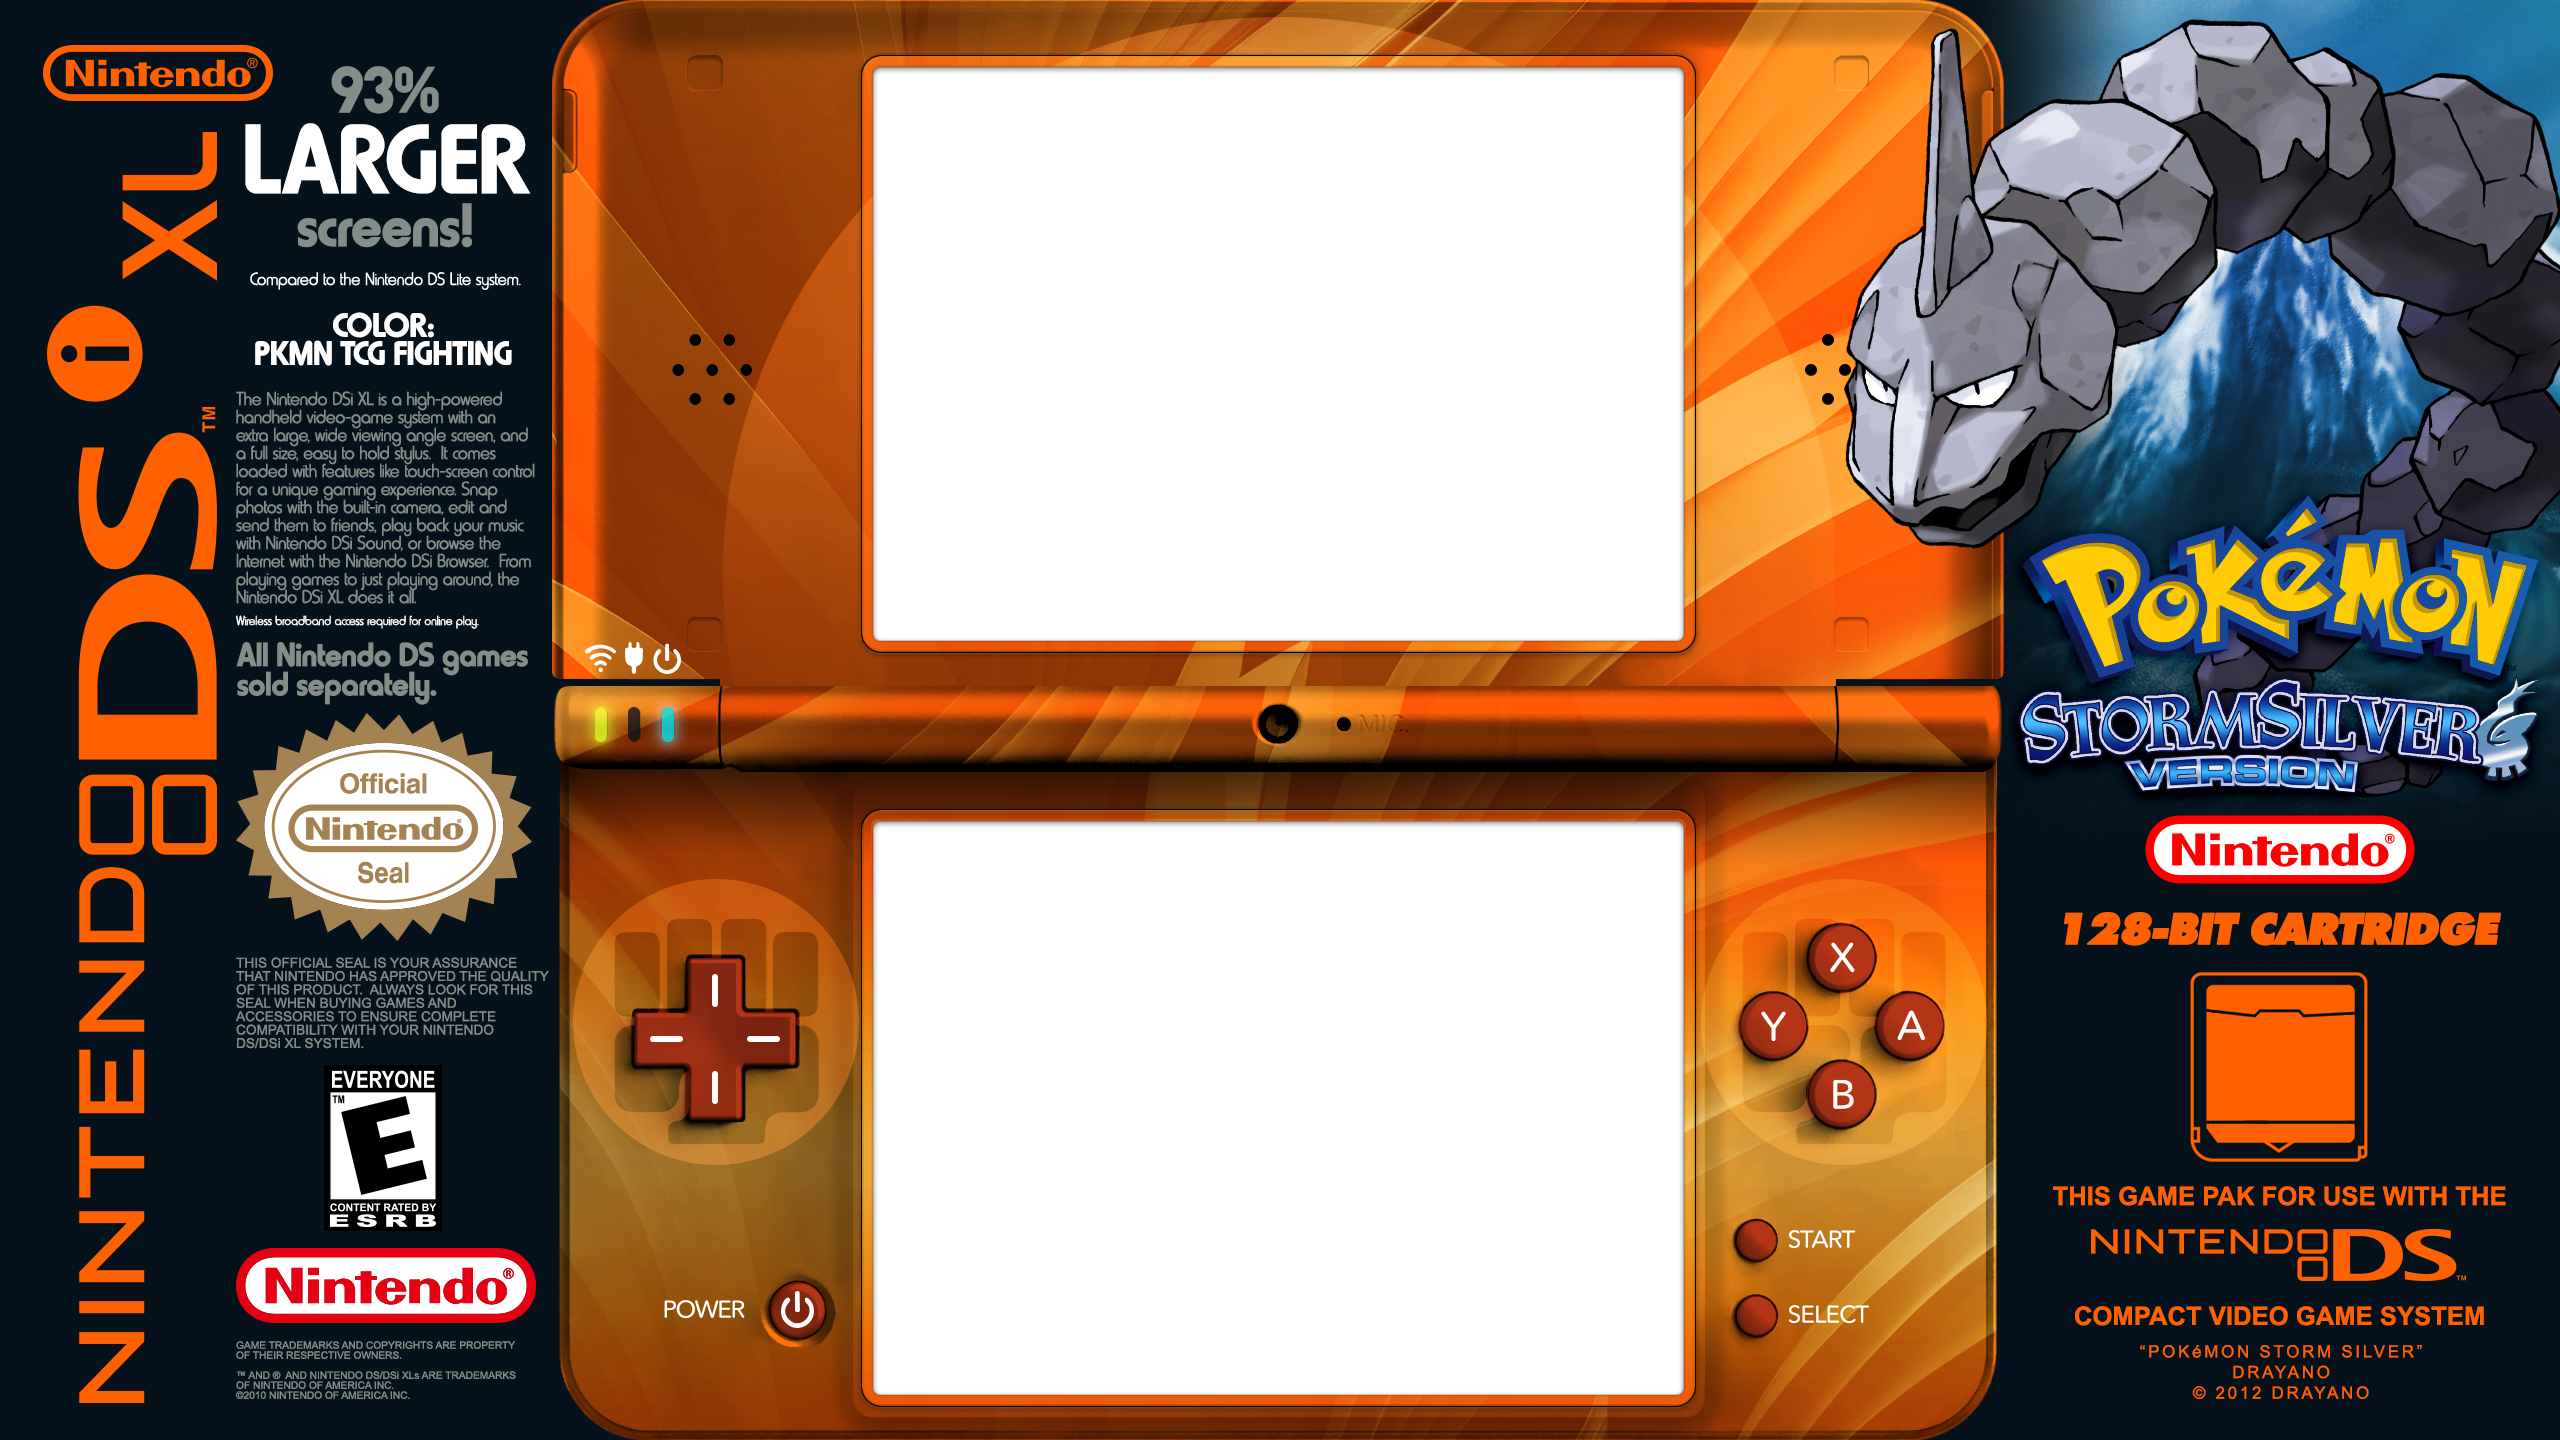 Nintendo®
NINTENDO DS i XL ™
93%
LARGER
screens!
Compared to the Nintendo DS Lite system.
COLOR:
PKMN TCG FIGHTING
The Nintendo DSi XL is a high-powered
handheld video-game system with an
extra large, wide viewing angle screen, and
a full size, easy to hold stylus.  It comes
loaded with features like touch-screen control
for a unique gaming experience. Snap
photos with the built-in camera, edit and
send them to friends, play back your music
with Nintendo DSi Sound, or browse the
Internet with the Nintendo DSi Browser.  From
playing games to just playing around, the
Nintendo DSi XL does it all.
Wireless broadband access required for online play.
All Nintendo DS games
sold separately.
Official
Nintendo®
Seal
THIS OFFICIAL SEAL IS YOUR ASSURANCE
THAT NINTENDO HAS APPROVED THE QUALITY
OF THIS PRODUCT.  ALWAYS LOOK FOR THIS
SEAL WHEN BUYING GAMES AND
ACCESSORIES TO ENSURE COMPLETE
COMPATIBILITY WITH YOUR NINTENDO
DS/DSi XL SYSTEM.
EVERYONE
TM
E
CONTENT RATED BY
ESRB
Nintendo®
GAME TRADEMARKS AND COPYRIGHTS ARE PROPERTY
OF THEIR RESPECTIVE OWNERS.
™ AND ® AND NINTENDO DS/DSi XLs ARE TRADEMARKS
OF NINTENDO OF AMERICA INC.
©2010 NINTENDO OF AMERICA INC.
MIC.
X
Y
A
B
START
SELECT
POWER
POKéMON
STORMSILVER
VERSION
Nintendo®
128-BIT CARTRIDGE
THIS GAME PAK FOR USE WITH THE
NINTENDO DS™
COMPACT VIDEO GAME SYSTEM
“POKéMON STORM SILVER”
DRAYANO
© 2012 DRAYANO